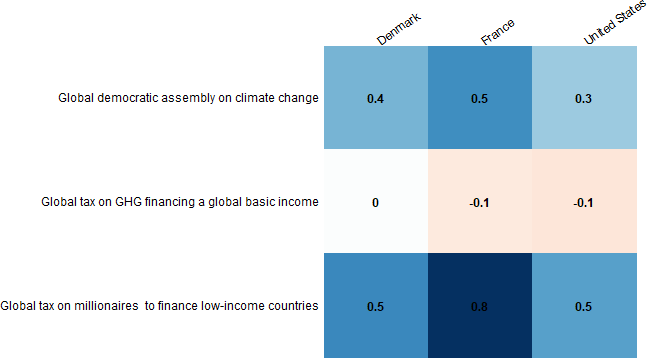 Denmark
France
United States
Global democratic assembly on climate change
0.4 0.5 0.3
Global tax on GHG financing a global basic income
0 -0.1 -0.1
Global tax on millionaires  to finance low-income countries
0.5 0.8 0.5